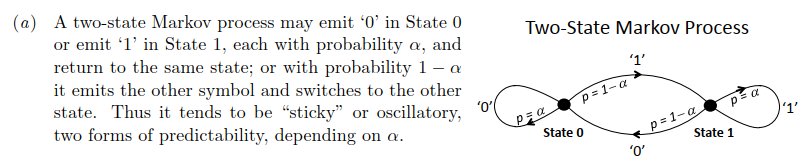 (a) A two-state Markov process may emit ‘0’ in State 0
or emit ‘1’ in State 1, each with probability α, and
return to the same state; or with probability 1 − α
it emits the other symbol and switches to the other
state. Thus it tends to be “sticky” or oscillatory,
two forms of predictability, depending on α.
Two-State Markov Process
‘1’
p = 1-α
‘0’
p = α
State 0
p = 1-α
p = α
‘1’
State 1
‘0’